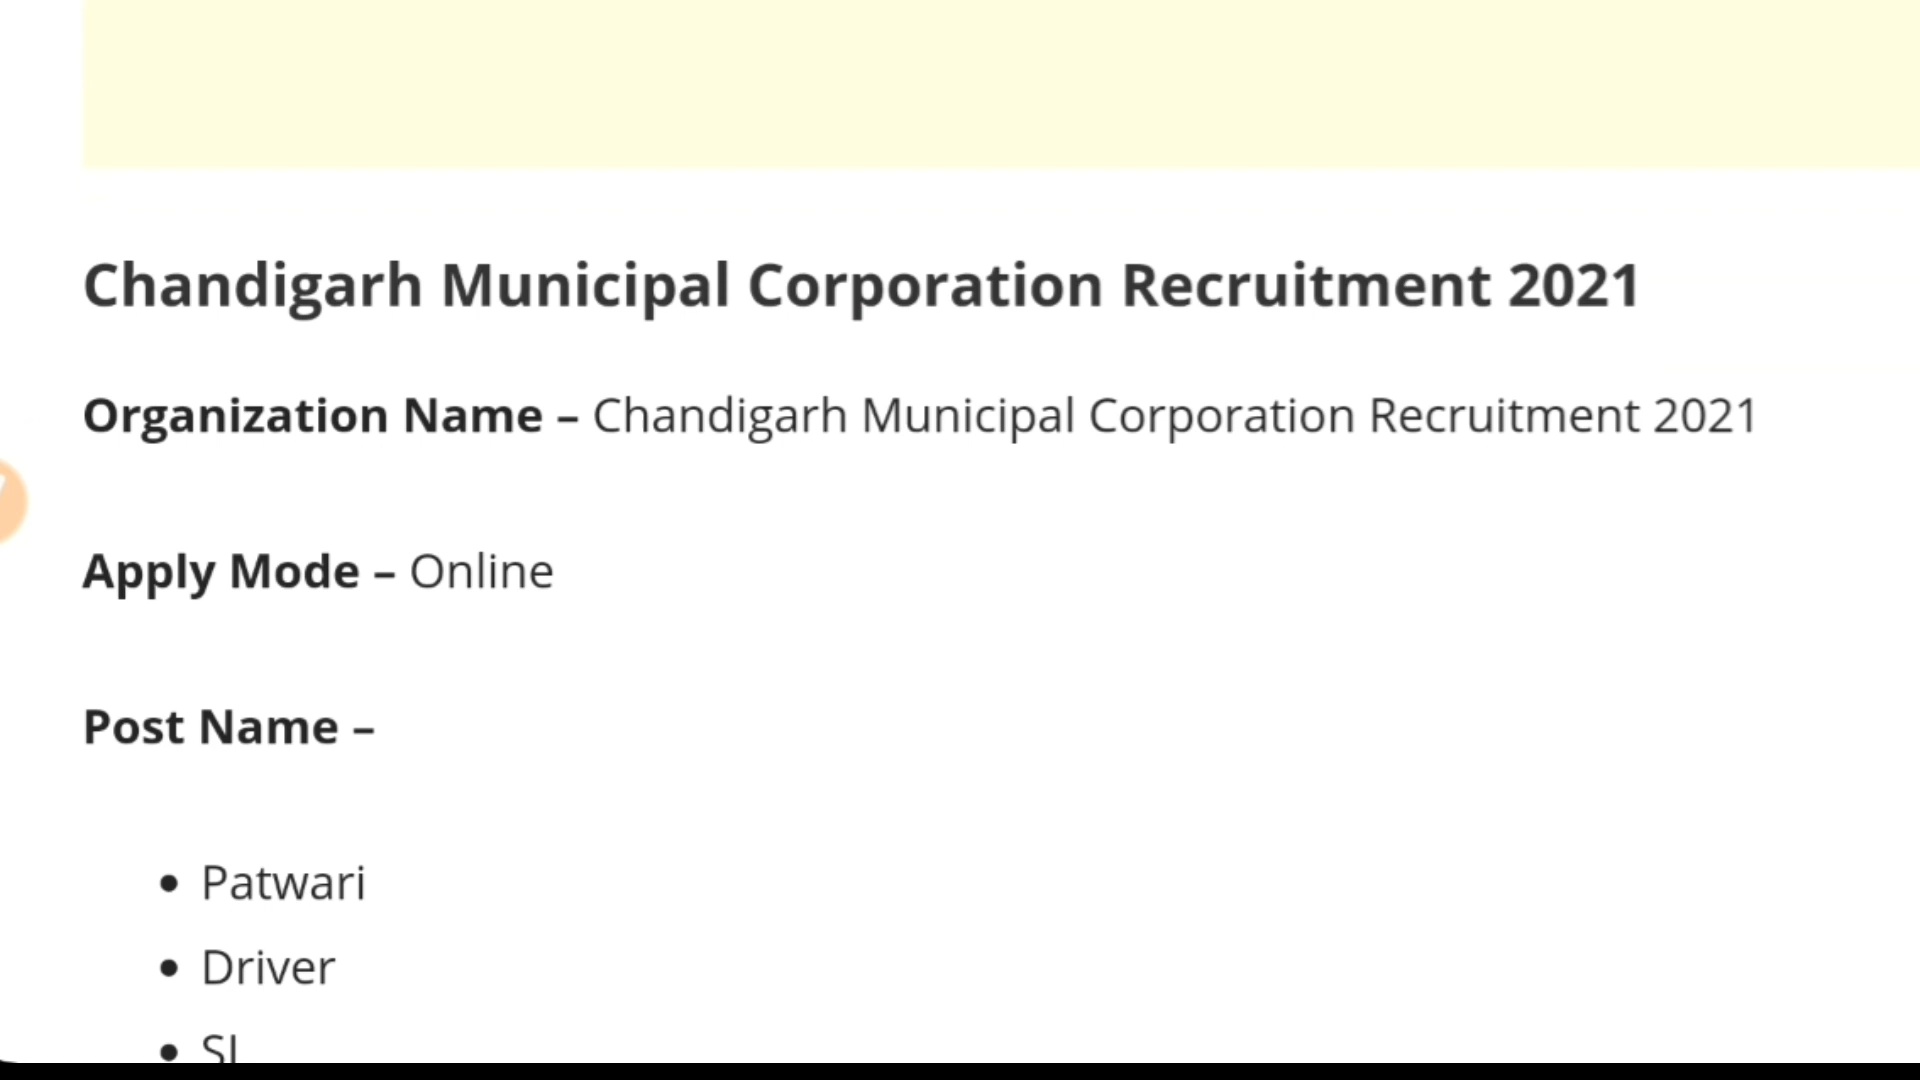 Chandigarh Municipal Corporation Recruitment 2021
Organization Name – Chandigarh Municipal Corporation Recruitment 2021
Apply Mode – Online
Post Name –
• Patwari
• Driver
• SI